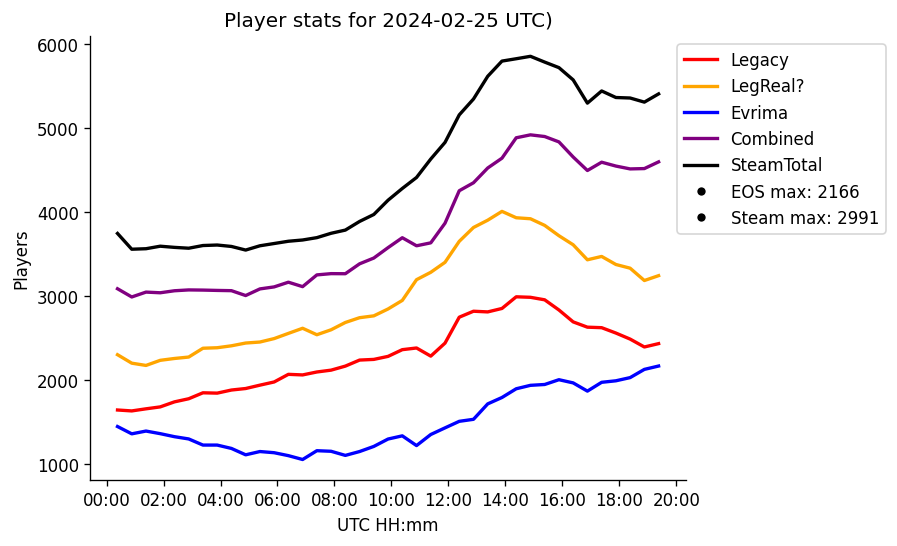 Player stats for 2024-02-25 UTC)
6000
5000
4000
3000
2000
1000
Players
00:00 02:00 04:00 06:00 08:00 10:00 12:00 14:00 16:00 18:00 20:00
UTC HH:mm
Legacy
LegReal?
Evrima
Combined
SteamTotal
EOS max: 2166
Steam max: 2991